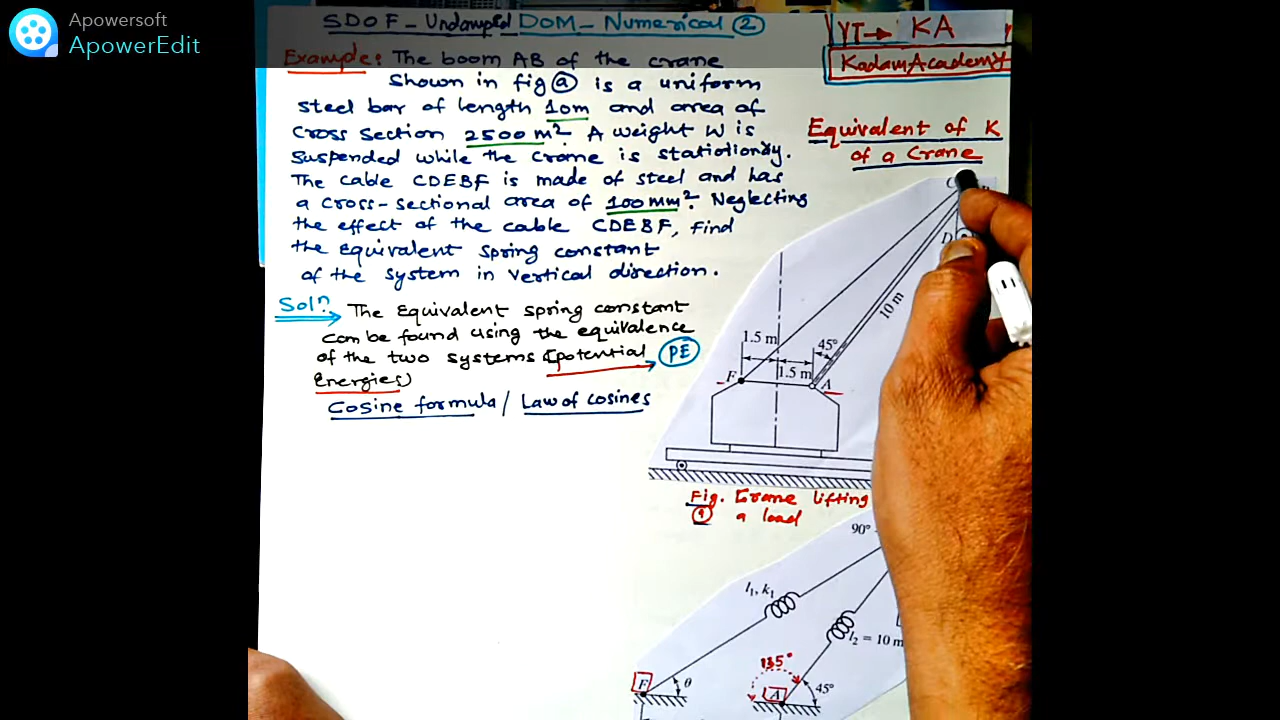 Apowersoft
ApowerEdit
SDOF - Undamped DOM - Numerical ②
YT → KA
Kadam Academy
Example: The boom AB of the crane
shown in fig ⓐ is a uniform
steel bar of length 10m and area of
cross section 2500 m². A weight W is
suspended while the crane is stationary.
The cable CDEBF is made of steel and has
a cross-sectional area of 100 mm². Neglecting
the effect of the cable CDEBF, Find
the Equivalent spring constant
of the system in vertical direction.
Soln The Equivalent spring constant
can be found using the equivalence
of the two systems (potential PE
Energies)
Cosine formula / Law of cosines
Equivalent of K
of a Crane
C
D
10 m
1.5 m
45°
1.5 m
F
A
Fig. Crane lifting
a load
90°
l₁, k₁
l₂ = 10 m
135°
F
θ
A
45°